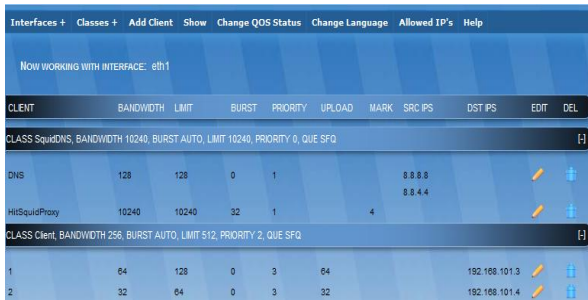 Interfaces + Classes + Add Client Show Change QOS Status Change Language Allowed IP's Help
NOW WORKING WITH INTERFACE: eth1
CLIENT BANDWIDTH LIMIT BURST PRIORITY UPLOAD MARK SRC IPS DST IPS EDIT DEL
CLASS SquidDNS, BANDWIDTH 10240, BURST AUTO, LIMIT 10240, PRIORITY 0, QUE SFQ [-]
DNS 128 128 0 1 8.8.8.8
8.8.4.4
HitSquidProxy 10240 10240 32 1 4
CLASS Client, BANDWIDTH 256, BURST AUTO, LIMIT 512, PRIORITY 2, QUE SFQ [-]
1 64 128 0 3 64 192.168.101.3
2 32 64 0 3 32 192.168.101.4